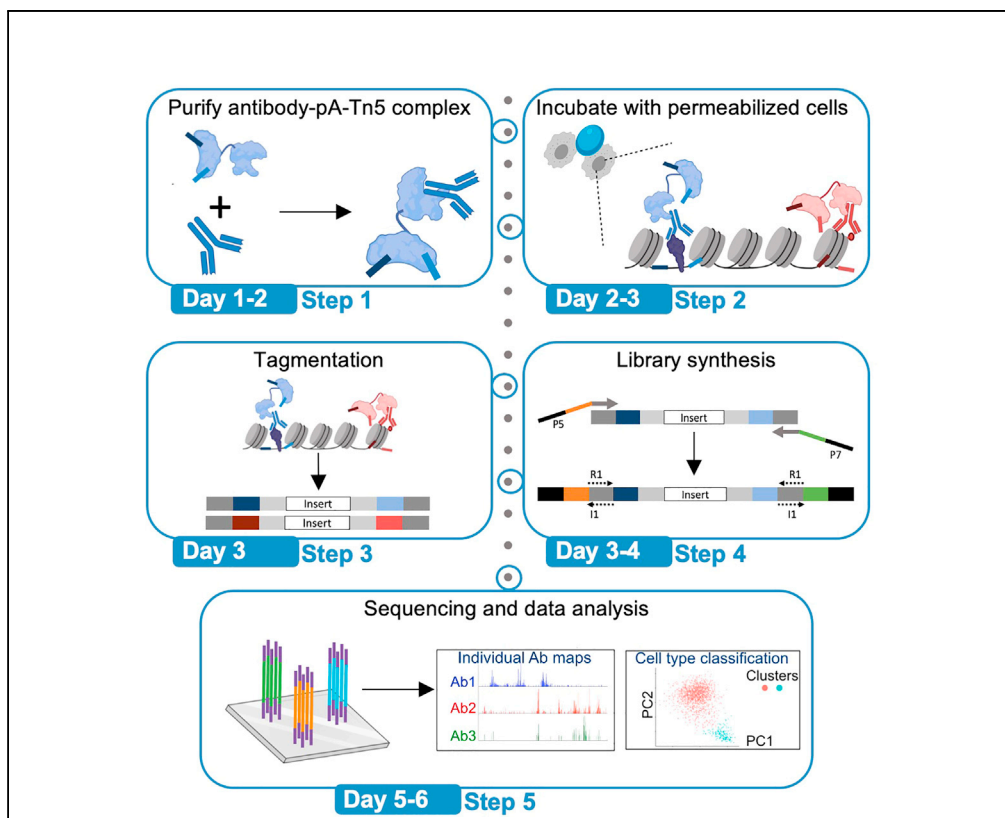 Purify antibody-pA-Tn5 complex
+
Day 1-2 Step 1
Incubate with permeabilized cells
Day 2-3 Step 2
Tagmentation
Insert
Insert
Day 3 Step 3
Library synthesis
P5
Insert
P7
R1
R1
Insert
I1
I1
Day 3-4 Step 4
Sequencing and data analysis
Individual Ab maps
Ab1
Ab2
Ab3
Cell type classification
Clusters
PC2
PC1
Day 5-6 Step 5